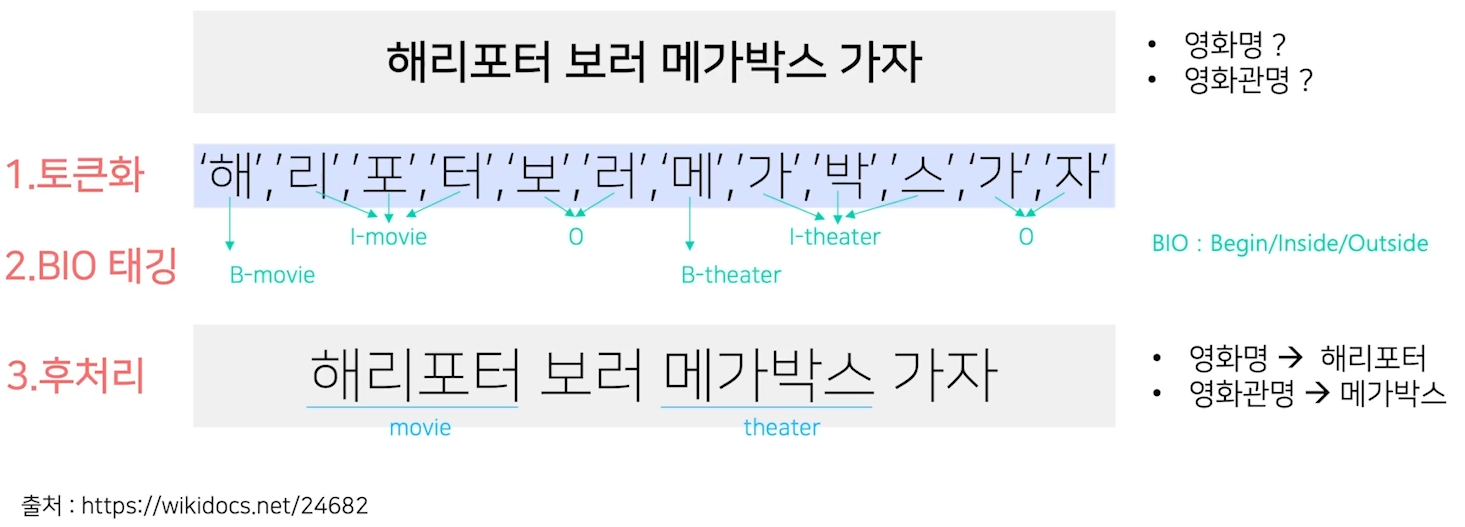 해리포터 보러 메가박스 가자
• 영화명 ?
• 영화관명 ?
1.토큰화
‘해’,’리’,’포’,’터’,‘보’,’러’,‘메’,’가’,’박’,’스’,‘가’,’자’
I-movie O I-theater O
2.BIO 태깅
B-movie B-theater
BIO : Begin/Inside/Outside
3.후처리
해리포터 보러 메가박스 가자
movie theater
• 영화명 → 해리포터
• 영화관명 → 메가박스
출처 : https://wikidocs.net/24682